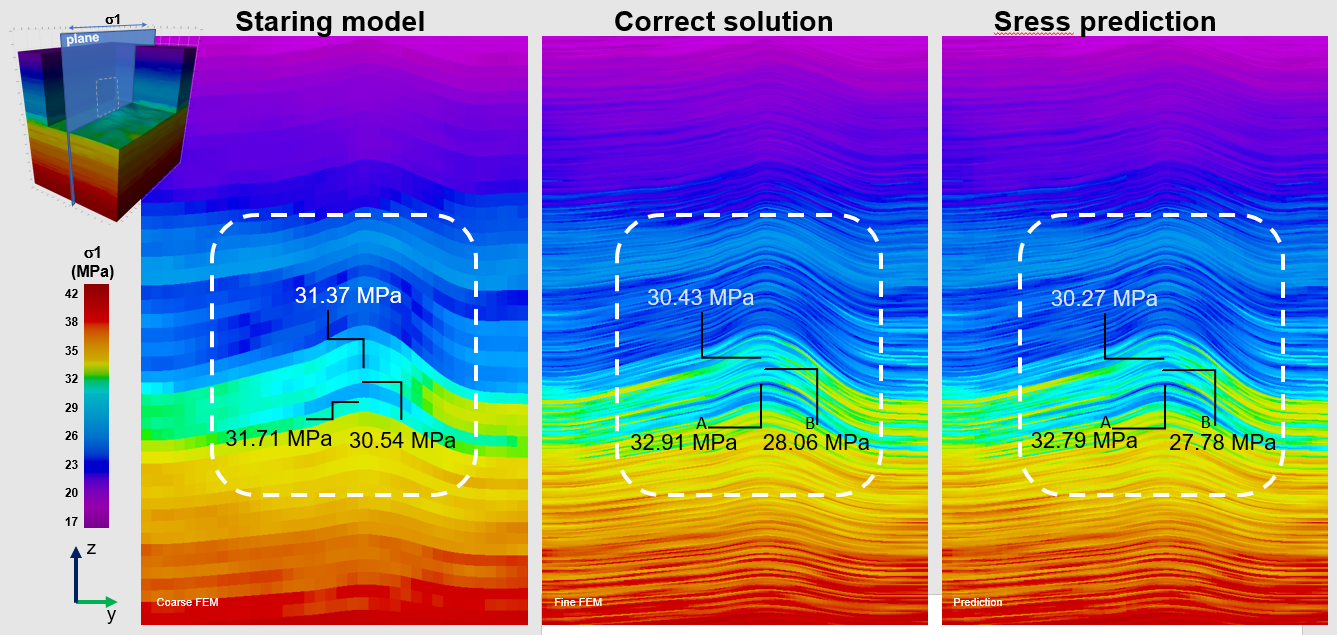 σ1
plane
Staring model
Correct solution
Sress prediction
σ1
(MPa)
42
38
35
32
29
26
23
20
17
z
y
31.37 MPa
31.71 MPa
30.54 MPa
Coarse FEM
30.43 MPa
A
B
32.91 MPa
28.06 MPa
Fine FEM
30.27 MPa
A
B
32.79 MPa
27.78 MPa
Prediction